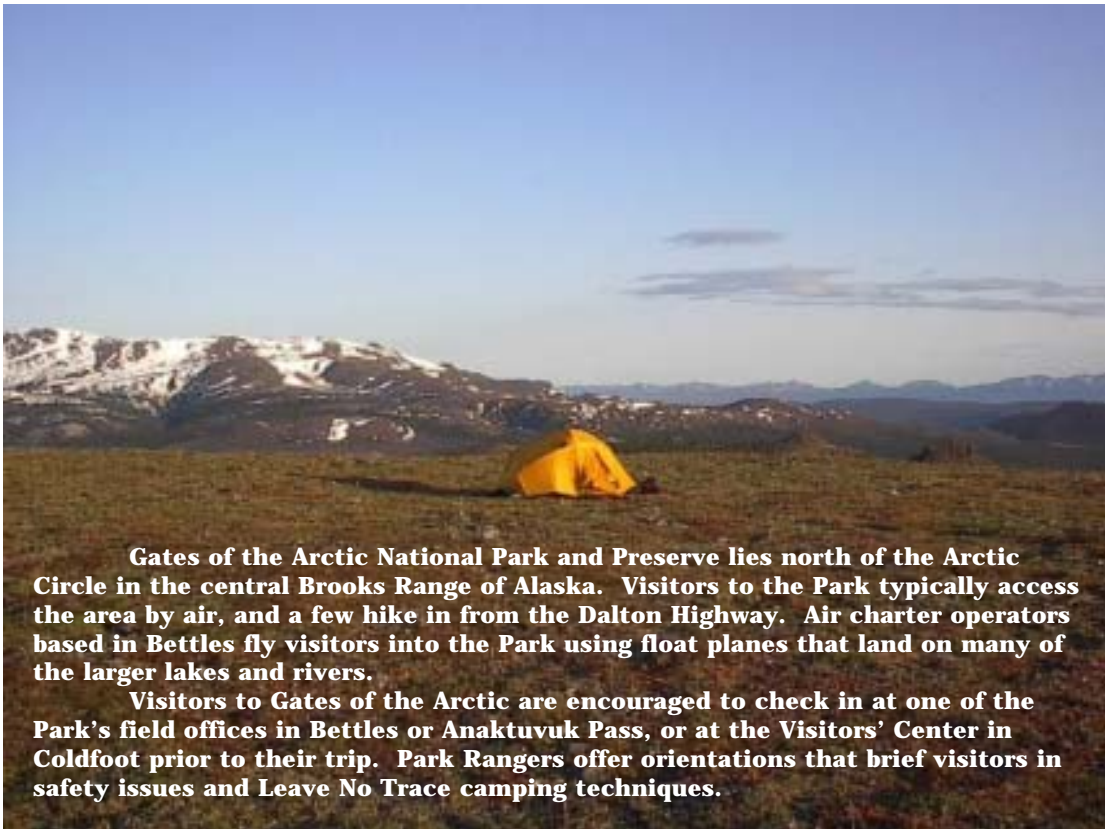 Gates of the Arctic National Park and Preserve lies north of the Arctic
Circle in the central Brooks Range of Alaska.  Visitors to the Park typically access
the area by air, and a few hike in from the Dalton Highway.  Air charter operators
based in Bettles fly visitors into the Park using float planes that land on many of
the larger lakes and rivers.
Visitors to Gates of the Arctic are encouraged to check in at one of the
Park's field offices in Bettles or Anaktuvuk Pass, or at the Visitors' Center in
Coldfoot prior to their trip.  Park Rangers offer orientations that brief visitors in
safety issues and Leave No Trace camping techniques.